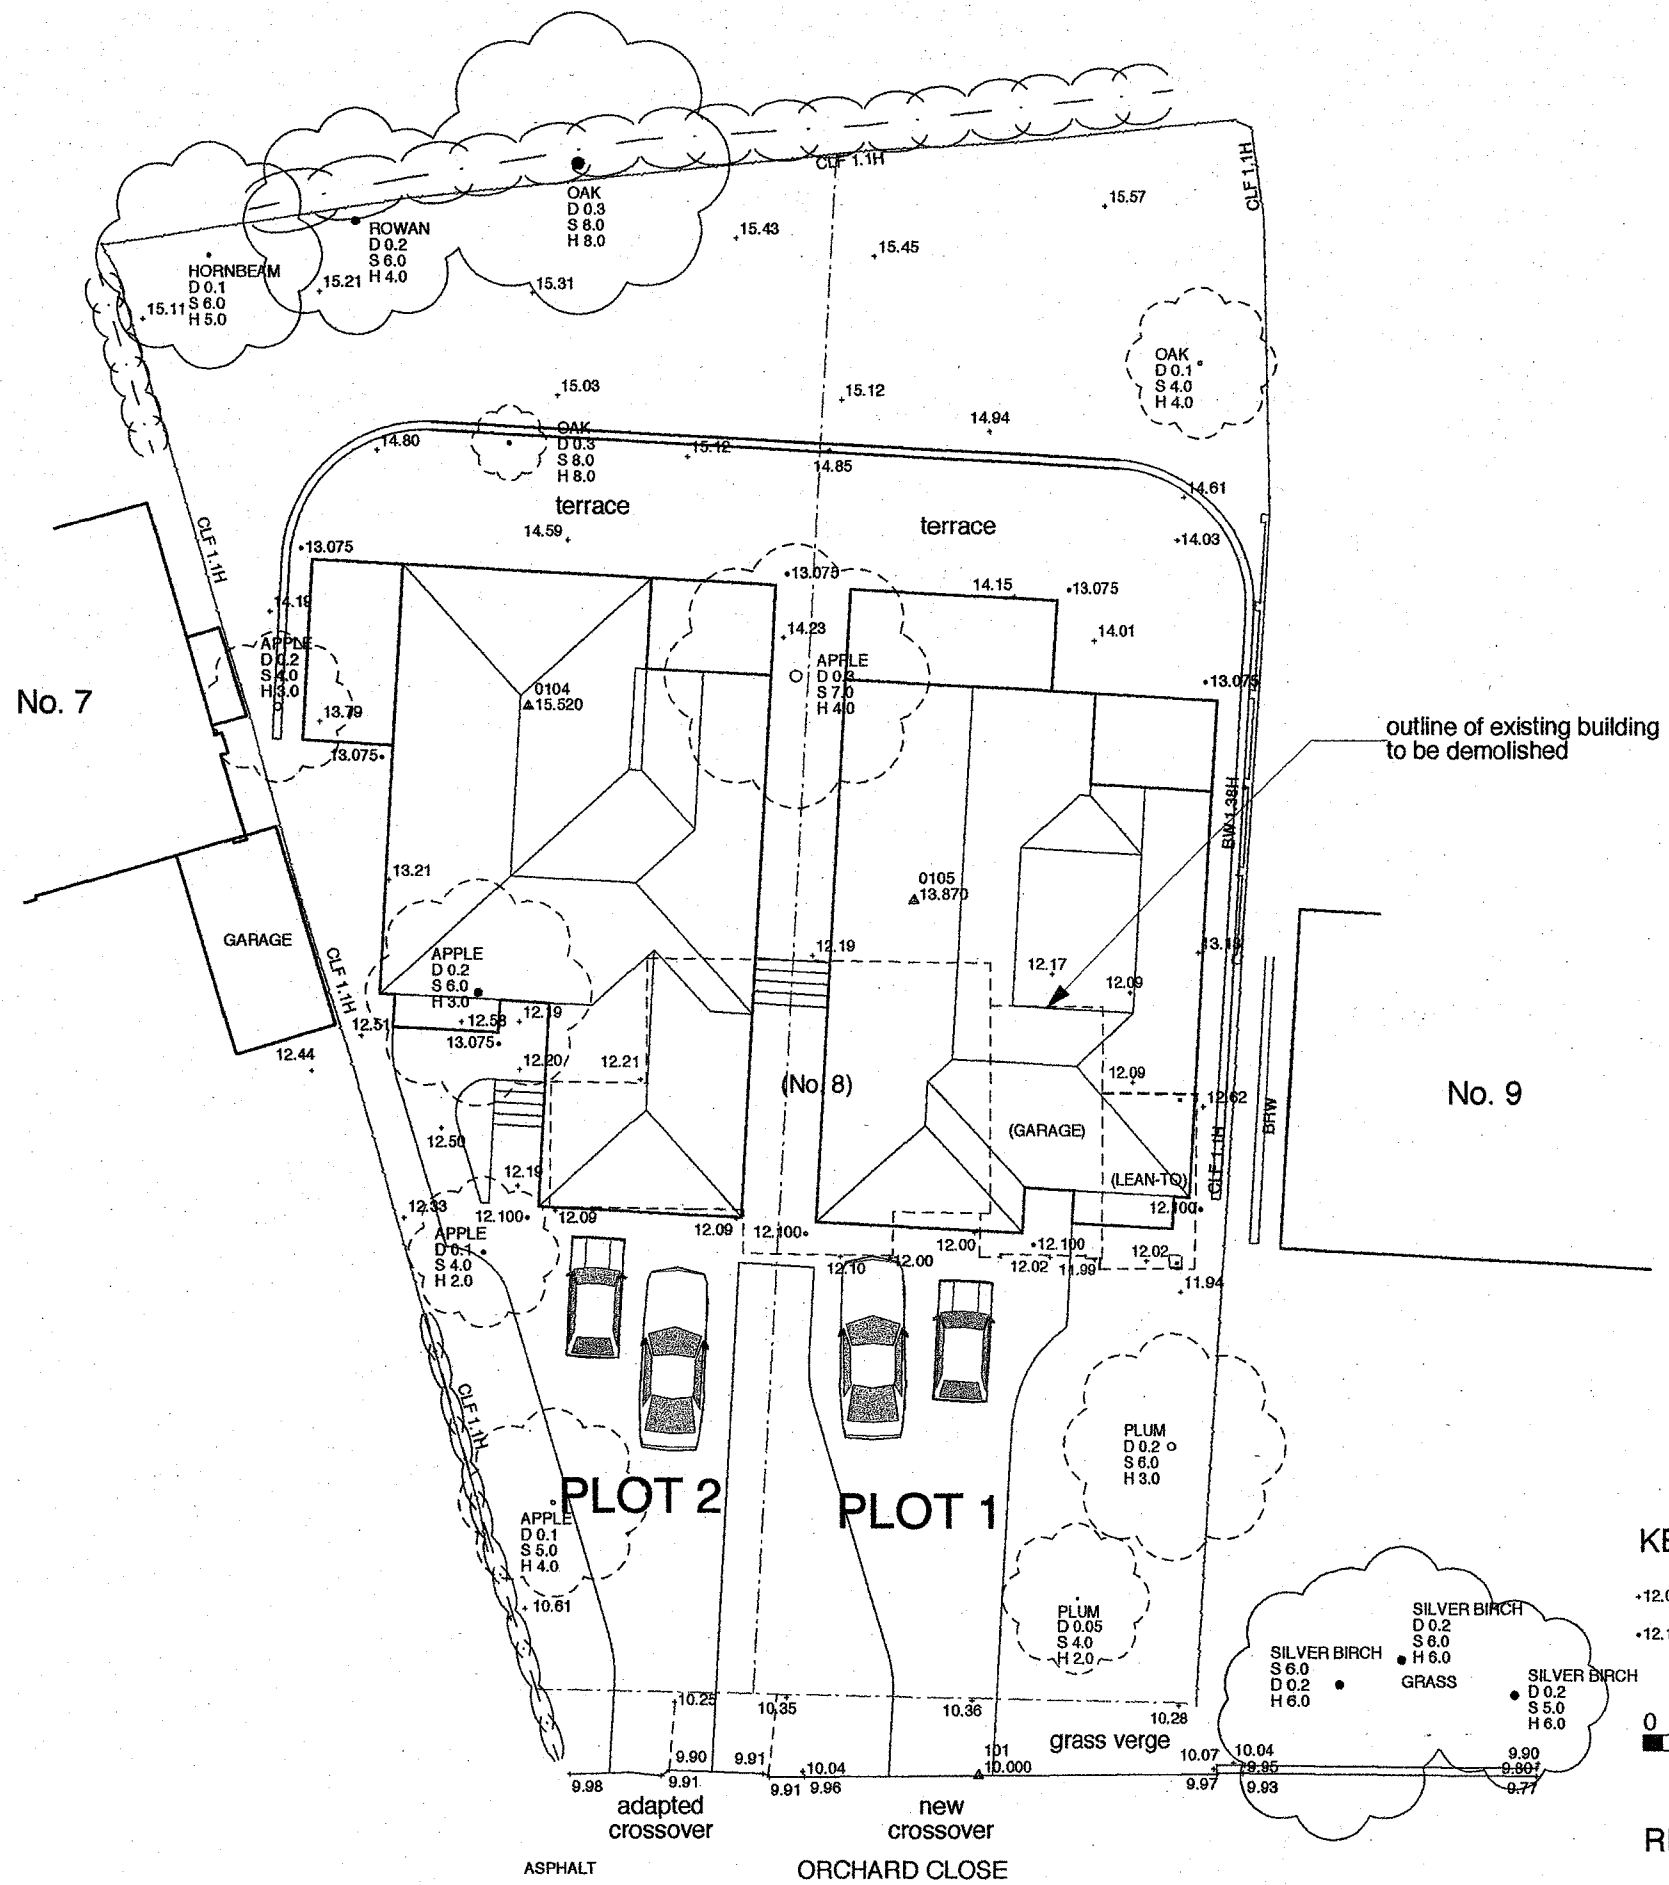 CLF 1.1H
CLF 1.1H
OAK
D 0.3
S 8.0
H 8.0
ROWAN
D 0.2
S 6.0
H 4.0
HORNBEAM
D 0.1
S 6.0
H 5.0
15.57
15.43
15.45
15.21
15.31
15.11
OAK
D 0.1
S 4.0
H 4.0
15.03
15.12
14.94
OAK
D 0.3
S 8.0
H 8.0
14.80
15.12
14.85
14.61
terrace
terrace
14.59
14.03
CLF 1.1H
13.075
13.075
14.15
13.075
14.19
14.23
14.01
APPLE
D 0.2
S 4.0
H 3.0
APPLE
D 0.3
S 7.0
H 4.0
13.075
No. 7
0104
15.520
13.79
13.075
outline of existing building
to be demolished
BW 1.38H
13.21
0105
13.870
GARAGE
CLF 1.1H
APPLE
D 0.2
S 6.0
H 3.0
12.19
12.17
12.09
12.51
12.58
12.19
13.075
12.44
12.20
12.21
(No. 8)
12.09
12.62
No. 9
BRW
(GARAGE)
CLF 1.1H
12.50
12.19
(LEAN-TO)
12.33
12.100
12.09
12.09
12.100
12.100
APPLE
D 0.1
S 4.0
H 2.0
12.10
12.00
12.00
12.100
12.02
11.99
12.02
11.94
CLF 1.1H
PLUM
D 0.2
S 6.0
H 3.0
PLOT 2
PLOT 1
APPLE
D 0.1
S 5.0
H 4.0
10.61
PLUM
D 0.05
S 4.0
H 2.0
SILVER BIRCH
D 0.2
S 6.0
H 6.0
SILVER BIRCH
S 6.0
D 0.2
H 6.0
GRASS
SILVER BIRCH
D 0.2
S 5.0
H 6.0
KE
+12.0
•12.1
0
10.25
10.35
10.36
10.28
grass verge
9.90
9.91
10.04
101
10.000
10.07
10.04
9.95
9.90
9.98
9.91
9.91
9.96
9.97
9.93
9.77
adapted
crossover
new
crossover
ASPHALT
ORCHARD CLOSE